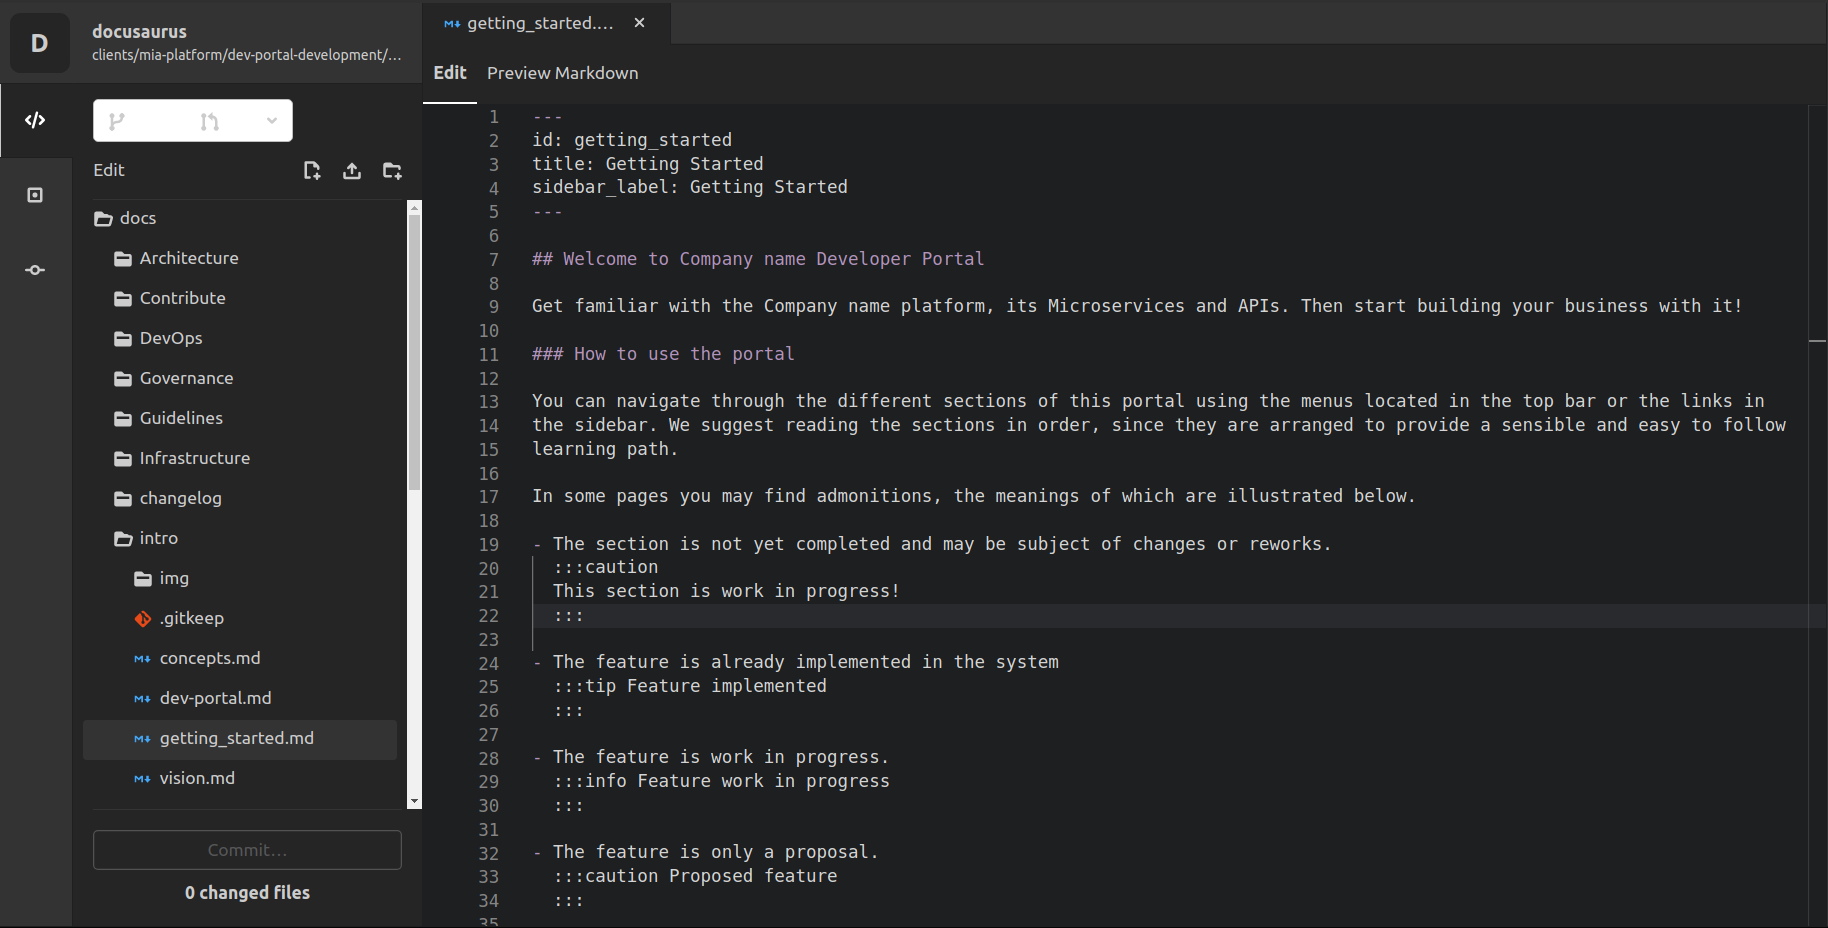 D
docusaurus
clients/mia-platform/dev-portal-development/...
getting_started....
Edit
Preview Markdown
Edit
docs
Architecture
Contribute
DevOps
Governance
Guidelines
Infrastructure
changelog
intro
img
.gitkeep
concepts.md
dev-portal.md
getting_started.md
vision.md
Commit...
0 changed files
1 ---
2 id: getting_started
3 title: Getting Started
4 sidebar_label: Getting Started
5 ---
6
7 ## Welcome to Company name Developer Portal
8
9 Get familiar with the Company name platform, its Microservices and APIs. Then start building your business with it!
10
11 ### How to use the portal
12
13 You can navigate through the different sections of this portal using the menus located in the top bar or the links in
14 the sidebar. We suggest reading the sections in order, since they are arranged to provide a sensible and easy to follow
15 learning path.
16
17 In some pages you may find admonitions, the meanings of which are illustrated below.
18
19 - The section is not yet completed and may be subject of changes or reworks.
20 :::caution
21 This section is work in progress!
22 :::
23
24 - The feature is already implemented in the system
25 :::tip Feature implemented
26 :::
27
28 - The feature is work in progress.
29 :::info Feature work in progress
30 :::
31
32 - The feature is only a proposal.
33 :::caution Proposed feature
34 :::
35